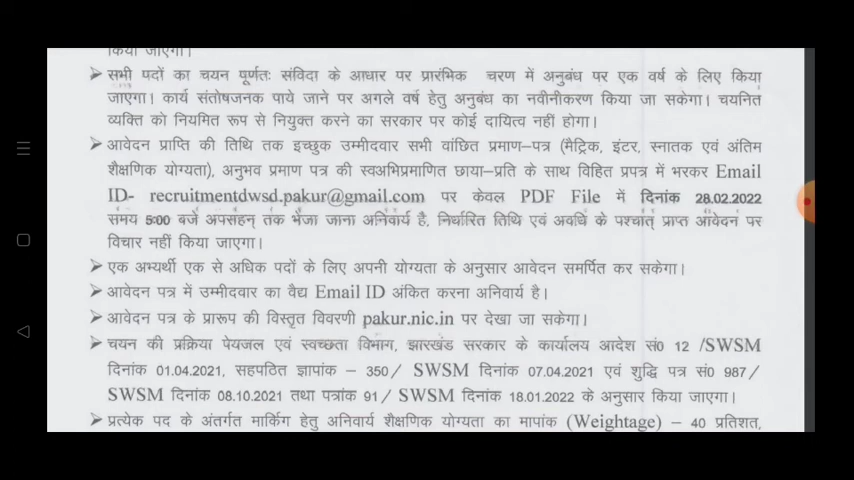 किया जाएगा।
➤ सभी पदों का चयन पूर्णतः संविदा के आधार पर प्रारंभिक चरण में अनुबंध पर एक वर्ष के लिए किया
जाएगा। कार्य संतोषजनक पाये जाने पर अगले वर्ष हेतु अनुबंध का नवीनीकरण किया जा सकेगा। चयनित
व्यक्ति को नियमित रूप से नियुक्त करने का सरकार पर कोई दायित्व नहीं होगा।
➤ आवेदन प्राप्ति की तिथि तक इच्छुक उम्मीदवार सभी वांछित प्रमाण–पत्र (मैट्रिक, इंटर, स्नातक एवं अंतिम
शैक्षणिक योग्यता), अनुभव प्रमाण पत्र की स्वअभिप्रमाणित छाया–प्रति के साथ विहित प्रपत्र में भरकर Email
ID- recruitmentdwsd.pakur@gmail.com पर केवल PDF File में दिनांक 28.02.2022
समय 5:00 बजे अपराह्न तक भेजा जाना अनिवार्य है, निर्धारित तिथि एवं अवधि के पश्चात् प्राप्त आवेदन पर
विचार नहीं किया जाएगा।
➤ एक अभ्यर्थी एक से अधिक पदों के लिए अपनी योग्यता के अनुसार आवेदन समर्पित कर सकेगा।
➤ आवेदन पत्र में उम्मीदवार का वैद्य Email ID अंकित करना अनिवार्य है।
➤ आवेदन पत्र के प्रारूप की विस्तृत विवरणी pakur.nic.in पर देखा जा सकेगा।
➤ चयन की प्रक्रिया पेयजल एवं स्वच्छता विभाग, झारखंड सरकार के कार्यालय आदेश सं0 12 /SWSM
दिनांक 01.04.2021, सहपठित ज्ञापांक – 350/ SWSM दिनांक 07.04.2021 एवं शुद्धि पत्र सं0 987/
SWSM दिनांक 08.10.2021 तथा पत्रांक 91/ SWSM दिनांक 18.01.2022 के अनुसार किया जाएगा।
➤ प्रत्येक पद के अंतर्गत मार्किंग हेतु अनिवार्य शैक्षणिक योग्यता का मापांक (Weightage) – 40 प्रतिशत,